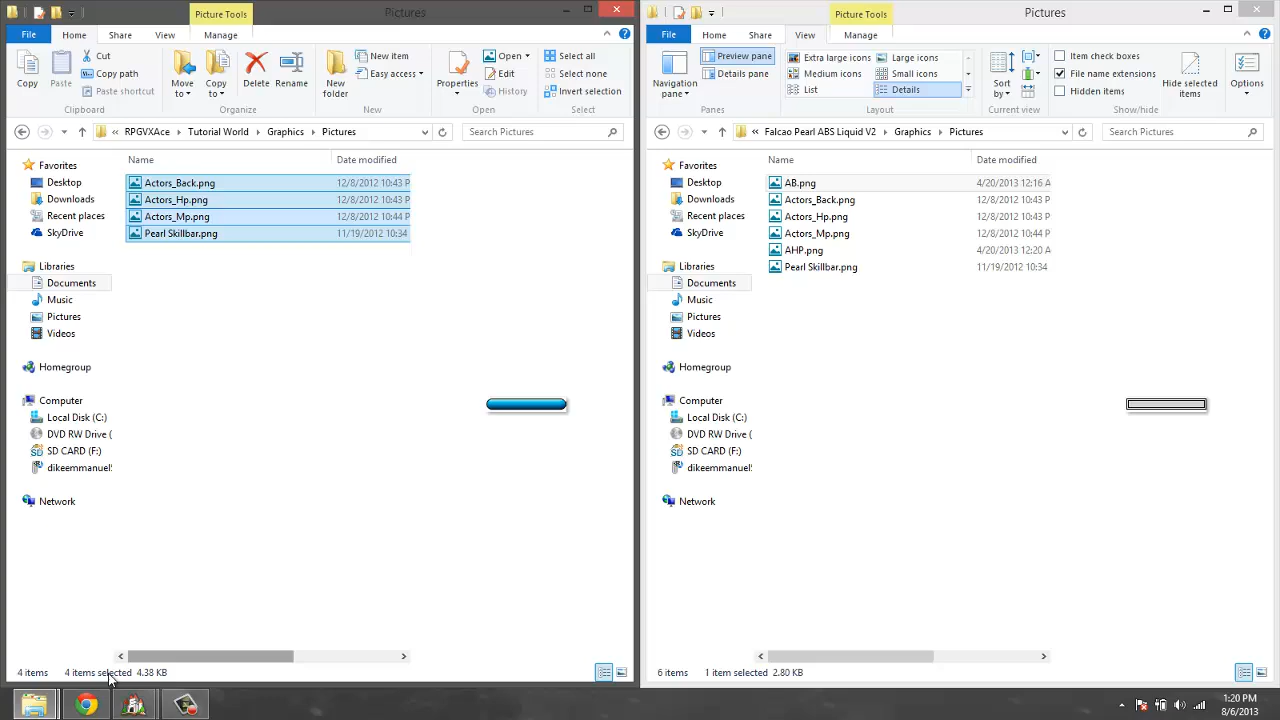 Picture Tools
Pictures
File
Home
Share
View
Manage
Copy
Paste
Cut
Copy path
Paste shortcut
Clipboard
Move to
Copy to
Delete
Rename
Organize
New folder
New item
Easy access
New
Properties
Open
Edit
History
Open
Select all
Select none
Invert selection
Select
« RPGVXAce Tutorial World Graphics Pictures
Search Pictures
Name Date modified
Favorites
Desktop
Downloads
Recent places
SkyDrive
Libraries
Documents
Music
Pictures
Videos
Homegroup
Computer
Local Disk (C:)
DVD RW Drive (
SD CARD (F:)
dikeemmanuel
Network
Actors_Back.png 12/8/2012 10:43 P
Actors_Hp.png 12/8/2012 10:43 P
Actors_Mp.png 12/8/2012 10:44 P
Pearl Skillbar.png 11/19/2012 10:34
4 items 4 items selected 4.38 KB
Picture Tools
Pictures
File
Home
Share
View
Manage
Navigation pane
Preview pane
Details pane
Panes
Extra large icons
Large icons
Medium icons
Small icons
List
Details
Layout
Sort by
Current view
Item check boxes
File name extensions
Hidden items
Hide selected items
Show/hide
Options
« Falcao Pearl ABS Liquid V2 Graphics Pictures
Search Pictures
Name Date modified
Favorites
Desktop
Downloads
Recent places
SkyDrive
Libraries
Documents
Music
Pictures
Videos
Homegroup
Computer
Local Disk (C:)
DVD RW Drive (
SD CARD (F:)
dikeemmanuel
Network
AB.png 4/20/2013 12:16 A
Actors_Back.png 12/8/2012 10:43 P
Actors_Hp.png 12/8/2012 10:43 P
Actors_Mp.png 12/8/2012 10:44 P
AHP.png 4/20/2013 12:20 A
Pearl Skillbar.png 11/19/2012 10:34
6 items 1 item selected 2.80 KB
1:20 PM
8/6/2013